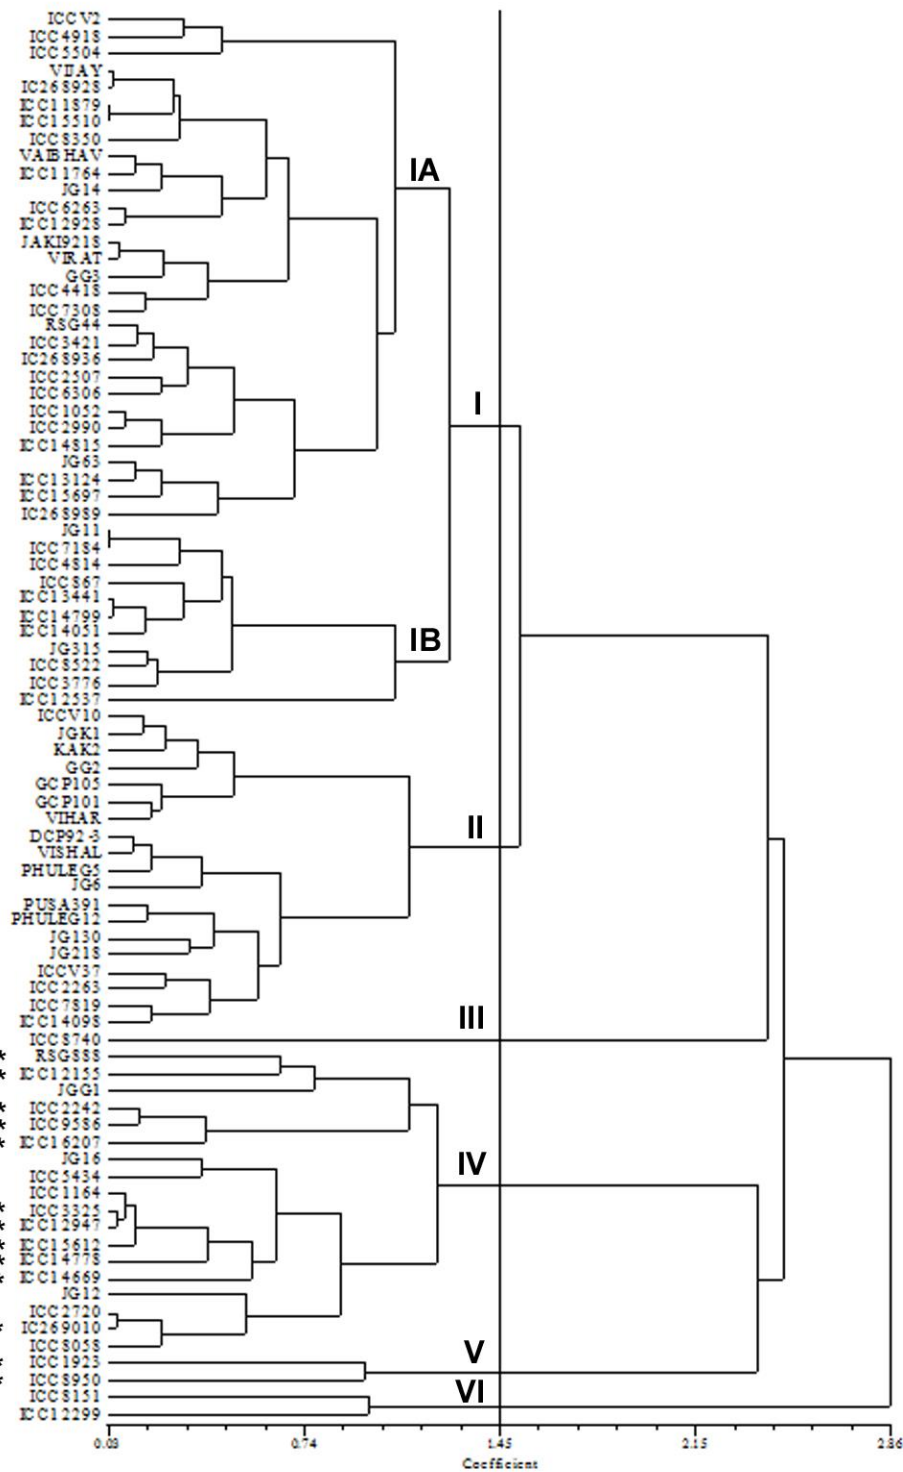 ICCV2
ICC4918
ICC5504
VIJAY
IC268928
ICC11879
ICC15510
ICC8350
VAIBHAV
ICC11764
JG14
IA
ICC6263
ICC12928
JAKI9218
VIRAT
GG3
ICC4418
ICC7308
RSG44
ICC3421
IC268936
ICC2507
ICC6306
I
ICC1052
ICC2990
ICC14815
JG63
ICC13124
ICC15697
IC268989
JG11
ICC7184
ICC4814
ICC867
ICC13441
ICC14799
ICC14051
IB
JG315
ICC8522
ICC3776
ICC12537
ICCV10
JGK1
KAK2
GG2
GCP105
GCP101
VIHAR
II
DCP92-3
VISHAL
PHULEG5
JG6
PUSA391
PHULEG12
JG130
JG218
ICCV37
ICC2263
ICC7819
ICC14098
III
ICC8740
* RSG888
* ICC12155
JGG1
* ICC2242
* ICC9586
* ICC16207
JG16
IV
ICC5434
ICC1164
* ICC3325
* ICC12947
* ICC15612
* ICC14778
* ICC14669
JG12
ICC2720
* IC269010
ICC8058
V
* ICC1923
* ICC8950
VI
ICC8151
ICC12299
0.03 0.74 1.45 2.15 2.86
Coefficient